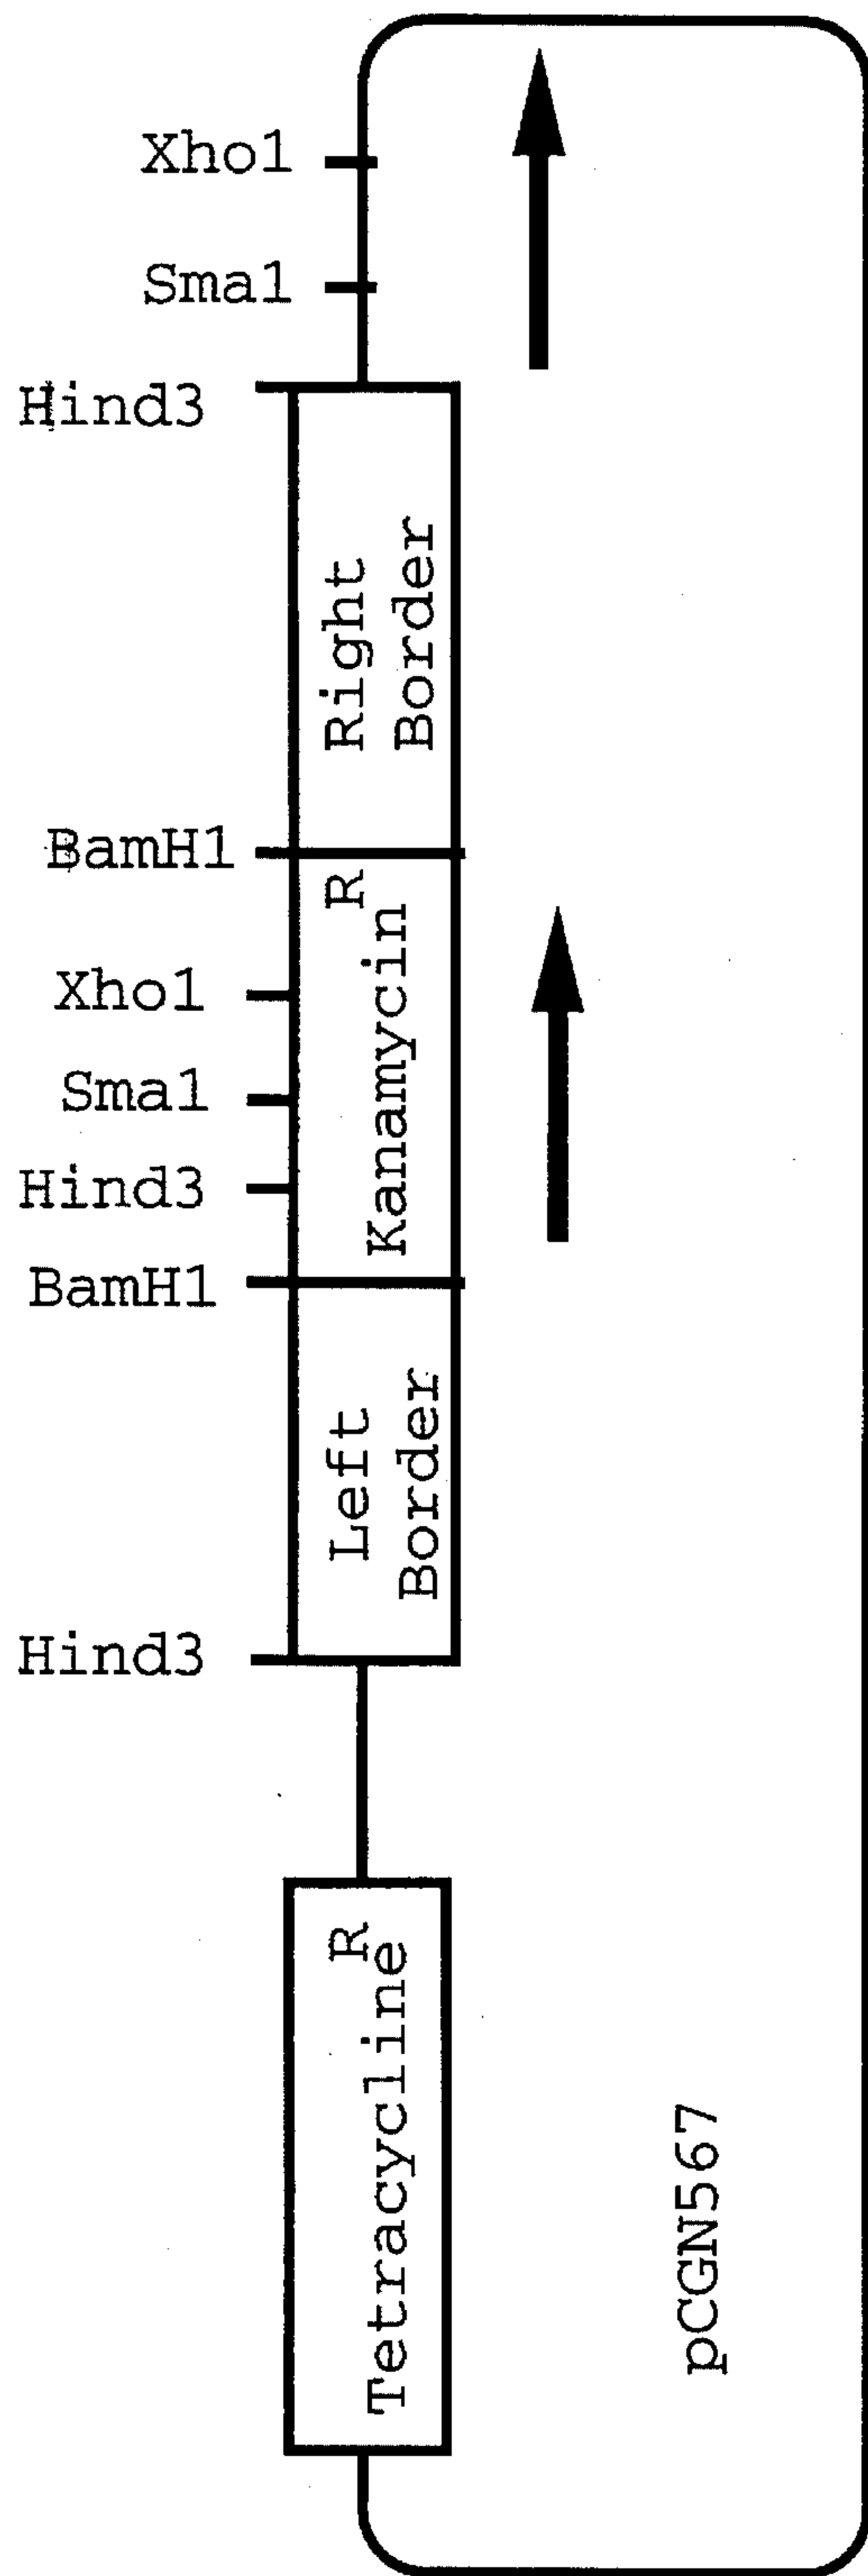 Xho1
Sma1
Hind3
Right
Border
BamH1
R
Kanamycin
Xho1
Sma1
Hind3
BamH1
Left
Border
Hind3
R
Tetracycline
pCGN567